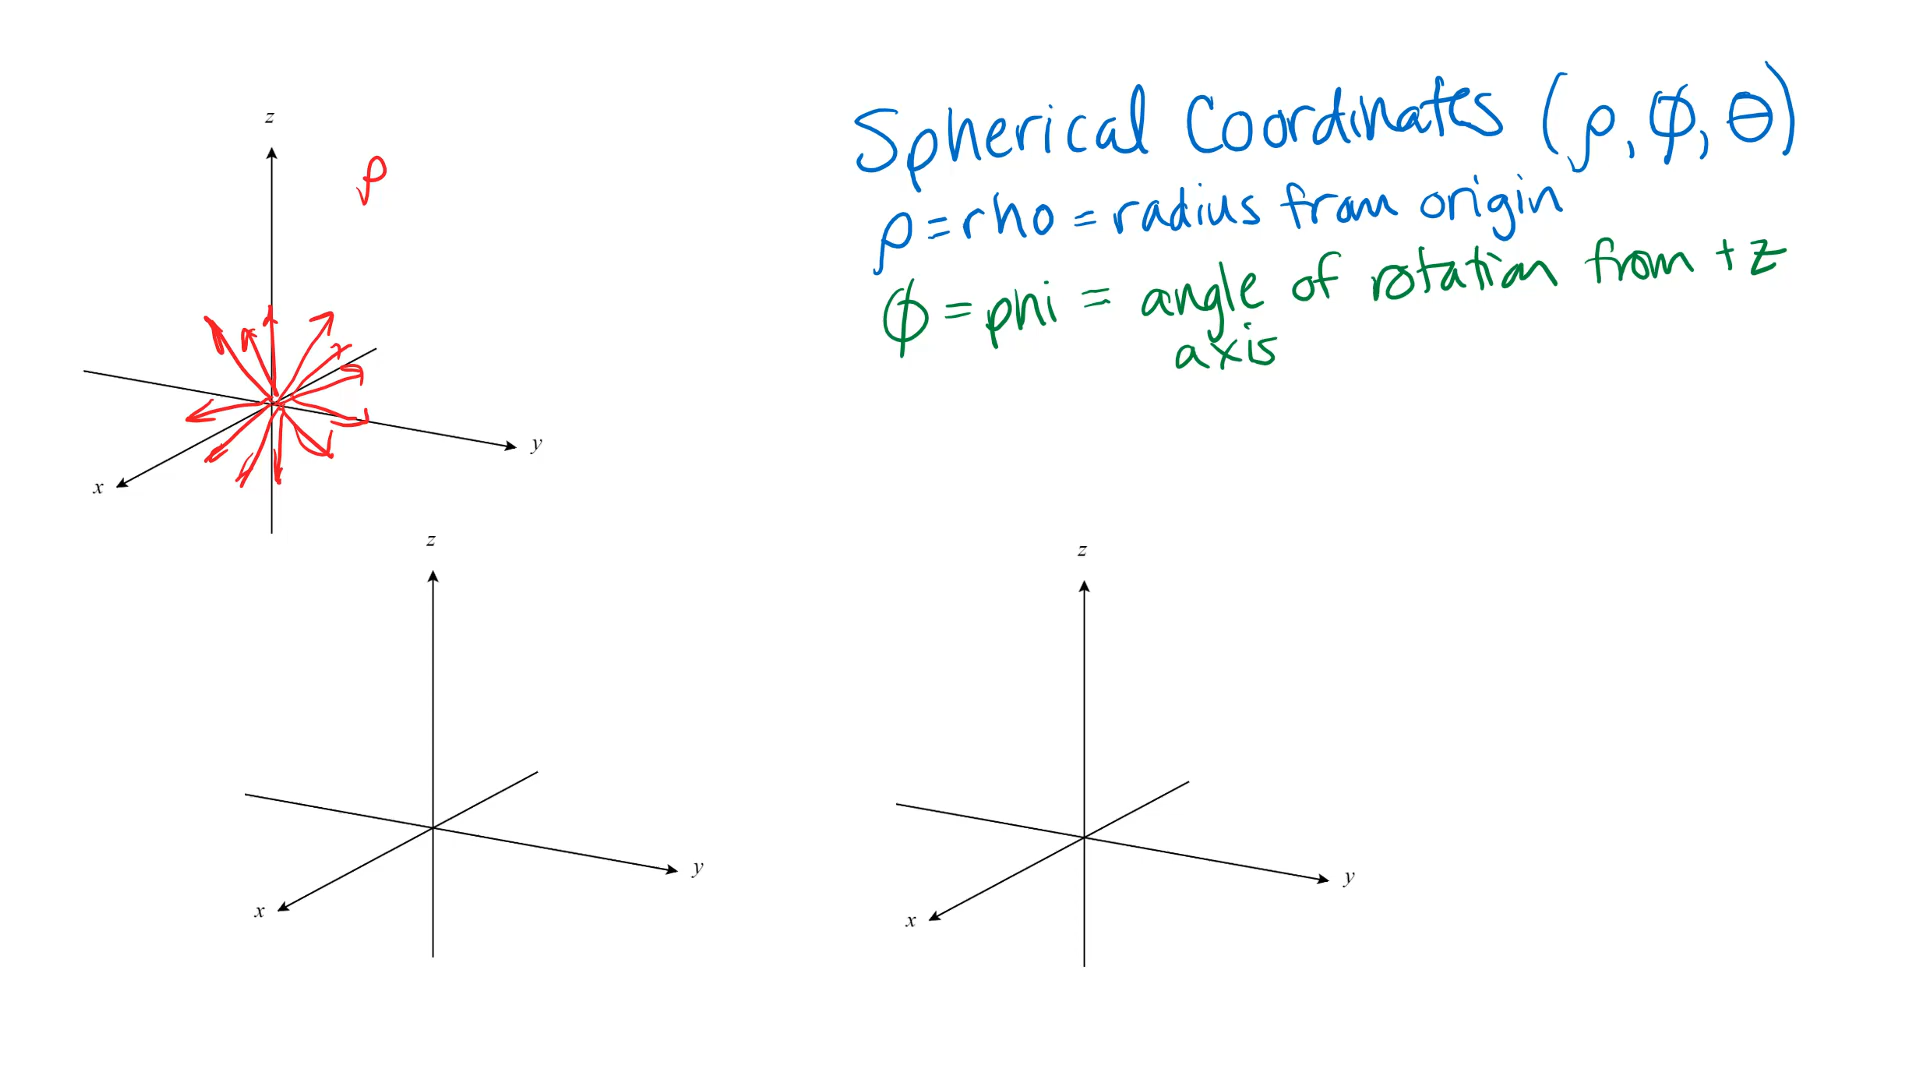 Spherical Coordinates (ρ, ϕ, θ)
ρ = rho = radius from origin
ϕ = phi = angle of rotation from +z
axis
z
ρ
y
x
z
y
x
z
y
x